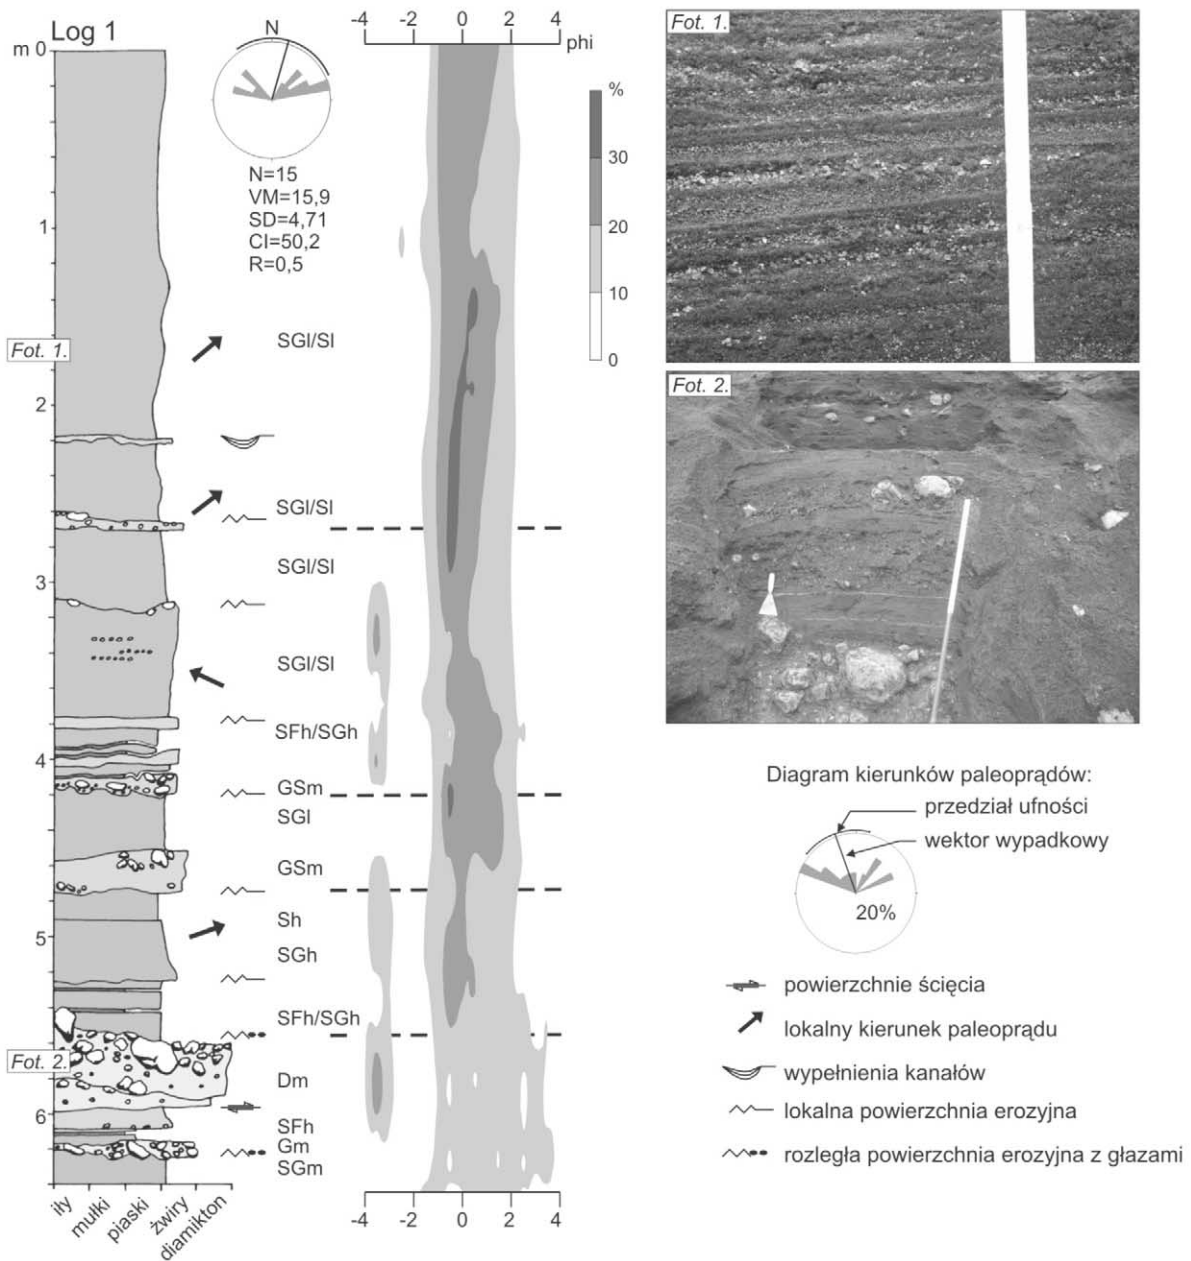 Log 1
m 0
1
2
3
4
5
6
Fot. 1.
Fot. 2.
N
N=15
VM=15,9
SD=4,71
CI=50,2
R=0,5
SGl/Sl
SGl/Sl
SGl/Sl
SGl/Sl
SFh/SGh
GSm
SGl
GSm
Sh
SGh
SFh/SGh
Dm
SFh
Gm
SGm
iły
mułki
piaski
żwiry
diamikton
-4 -2 0 2 4
phi
%
30
20
10
0
-4 -2 0 2 4
Fot. 1.
Fot. 2.
Diagram kierunków paleoprądów:
przedział ufności
wektor wypadkowy
20%
powierzchnie ścięcia
lokalny kierunek paleoprądu
wypełnienia kanałów
lokalna powierzchnia erozyjna
rozległa powierzchnia erozyjna z głazami